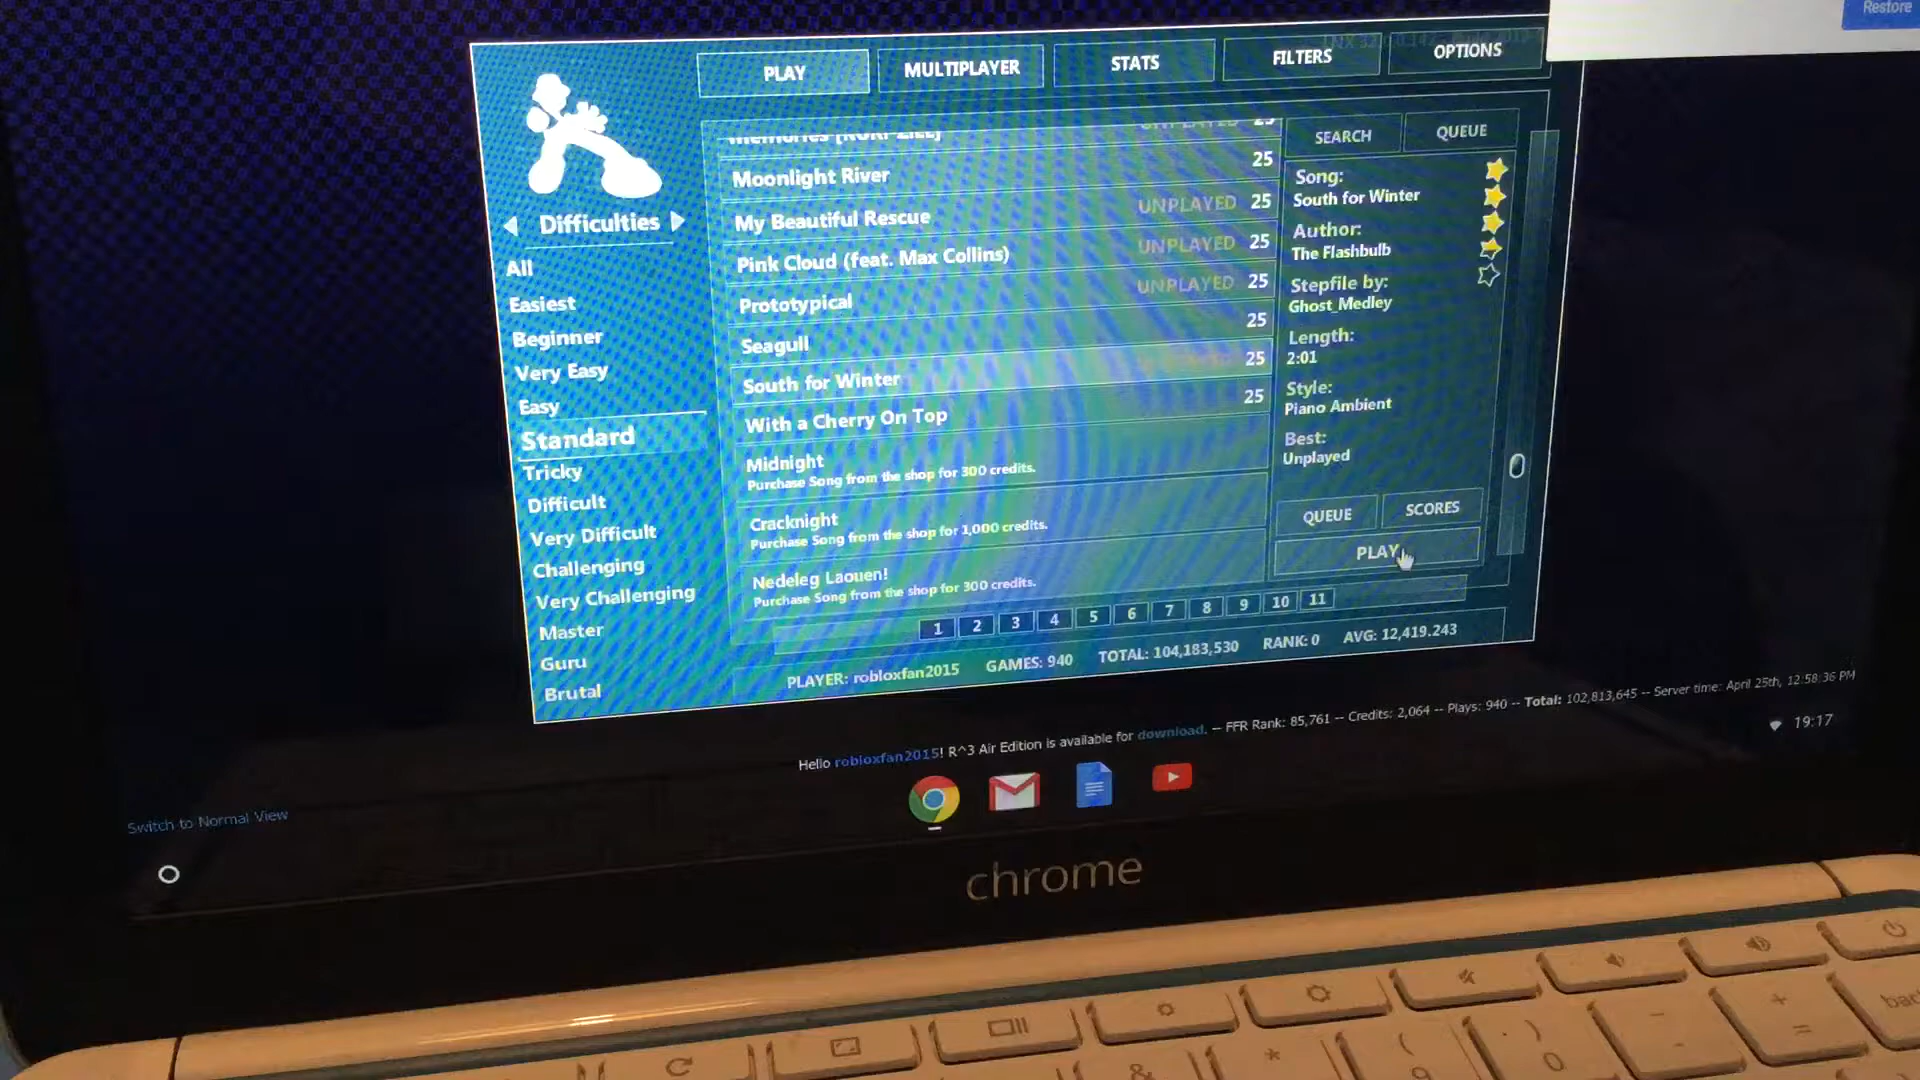 Restore
PLAY
MULTIPLAYER
STATS
FILTERS
OPTIONS
SEARCH
QUEUE
Difficulties
All
Easiest
Beginner
Very Easy
Easy
Standard
Tricky
Difficult
Very Difficult
Challenging
Very Challenging
Master
Guru
Brutal
UNPLAYED 25
Moonlight River 25
My Beautiful Rescue UNPLAYED 25
Pink Cloud (feat. Max Collins) UNPLAYED 25
Prototypical UNPLAYED 25
Seagull 25
South for Winter 25
With a Cherry On Top 25
Midnight
Purchase Song from the shop for 300 credits.
Cracknight
Purchase Song from the shop for 1,000 credits.
Nedeleg Laouen!
Purchase Song from the shop for 300 credits.
Song:
South for Winter
Author:
The Flashbulb
Stepfile by:
Ghost_Medley
Length:
2:01
Style:
Piano Ambient
Best:
Unplayed
QUEUE
SCORES
PLAY
1 2 3 4 5 6 7 8 9 10 11
PLAYER: robloxfan2015 GAMES: 940 TOTAL: 104,183,530 RANK: 0 AVG: 12,419.243
Hello robloxfan2015! R^3 Air Edition is available for download. -- FFR Rank: 85,761 -- Credits: 2,064 -- Plays: 940 -- Total: 102,813,645 -- Server time: April 25th, 12:58:36 PM
19:17
Switch to Normal View
chrome
back